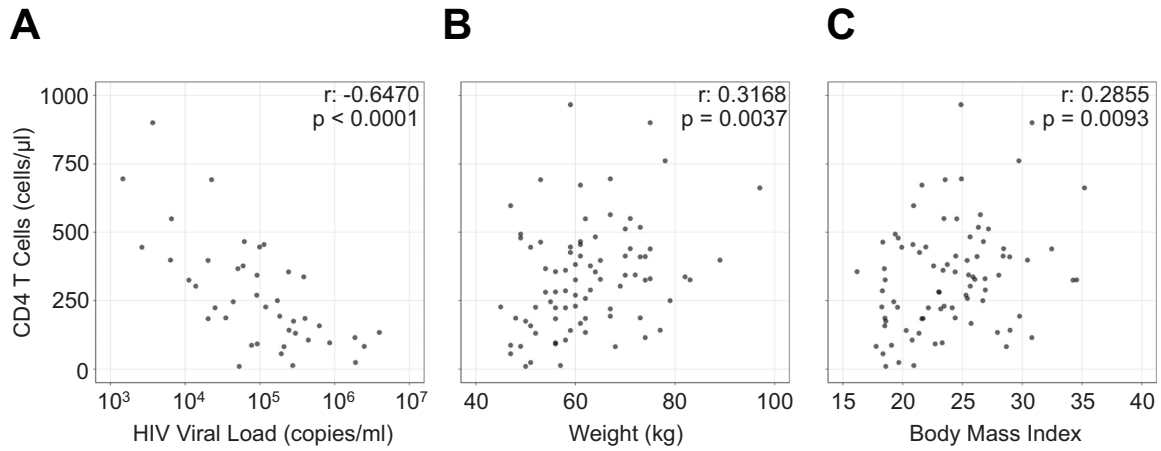 A
B
C
r: -0.6470
p < 0.0001
r: 0.3168
p = 0.0037
r: 0.2855
p = 0.0093
CD4 T Cells (cells/µl)
1000
750
500
250
0
10³ 10⁴ 10⁵ 10⁶ 10⁷
40 60 80 100
15 20 25 30 35 40
HIV Viral Load (copies/ml)
Weight (kg)
Body Mass Index